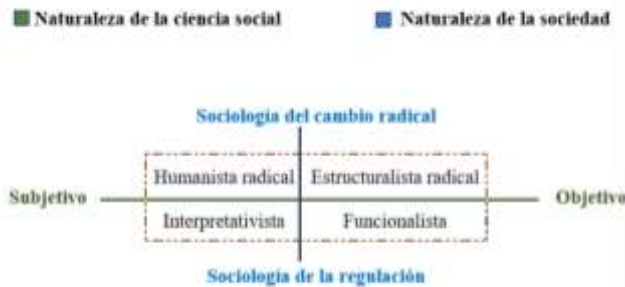 Naturaleza de la ciencia social
Naturaleza de la sociedad
Sociología del cambio radical
Humanista radical
Estructuralista radical
Subjetivo
Objetivo
Interpretativista
Funcionalista
Sociología de la regulación